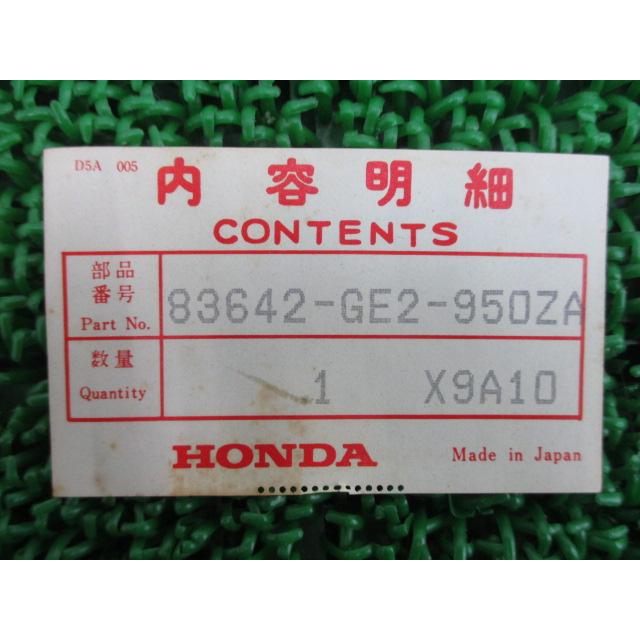 D5A 005
内容明細
CONTENTS
部品
番号
Part No.
83642-GE2-950ZA
数量
Quantity
1 X9A10
HONDA
Made in Japan